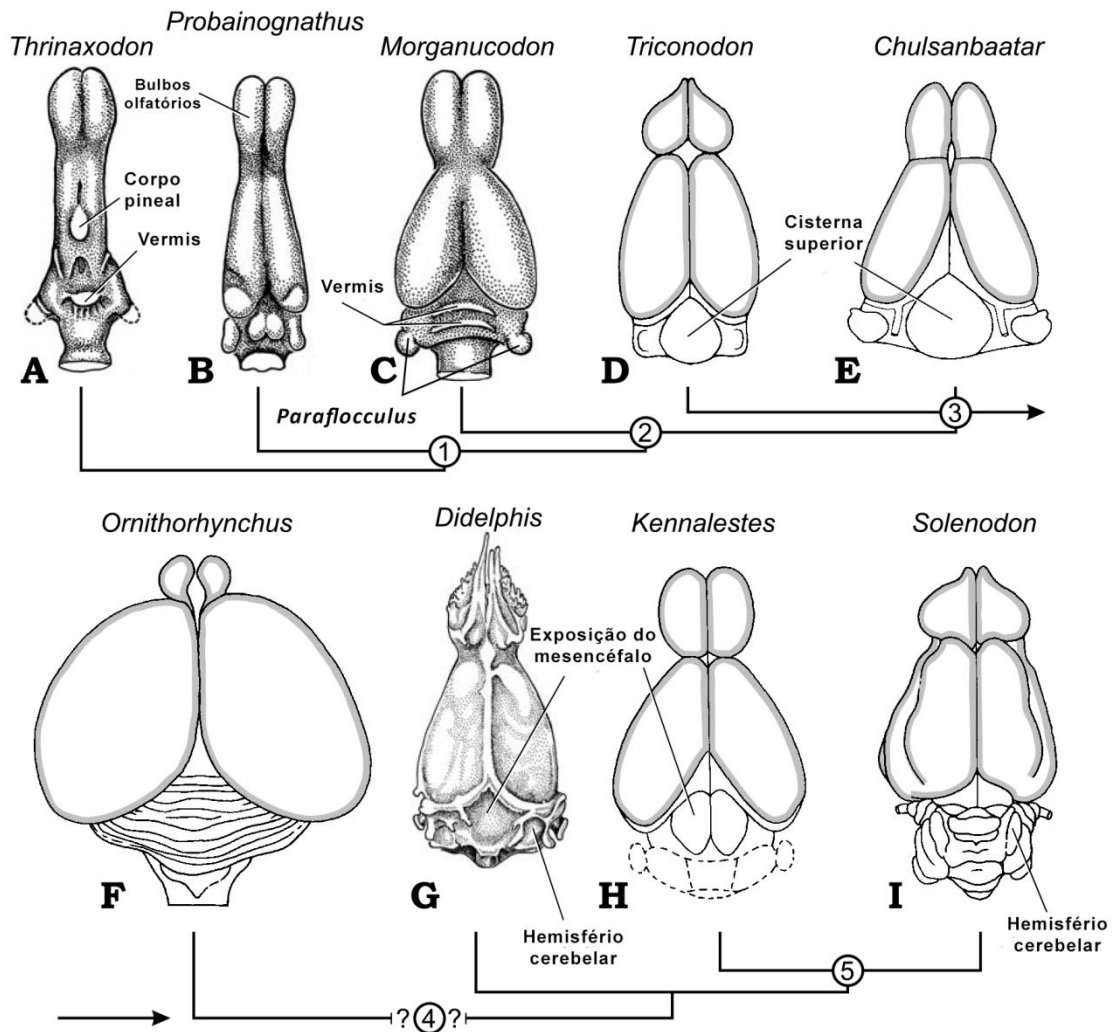 Probainognathus
Thrinaxodon
Morganucodon
Triconodon
Chulsanbaatar
Bulbos
olfatórios
Corpo
pineal
Vermis
Vermis
Cisterna
superior
A
B
C
D
E
Paraflocculus
1
2
3
Ornithorhynchus
Didelphis
Kennalestes
Solenodon
Exposição do
mesencéfalo
F
G
H
I
Hemisfério
cerebelar
Hemisfério
cerebelar
5
?4?